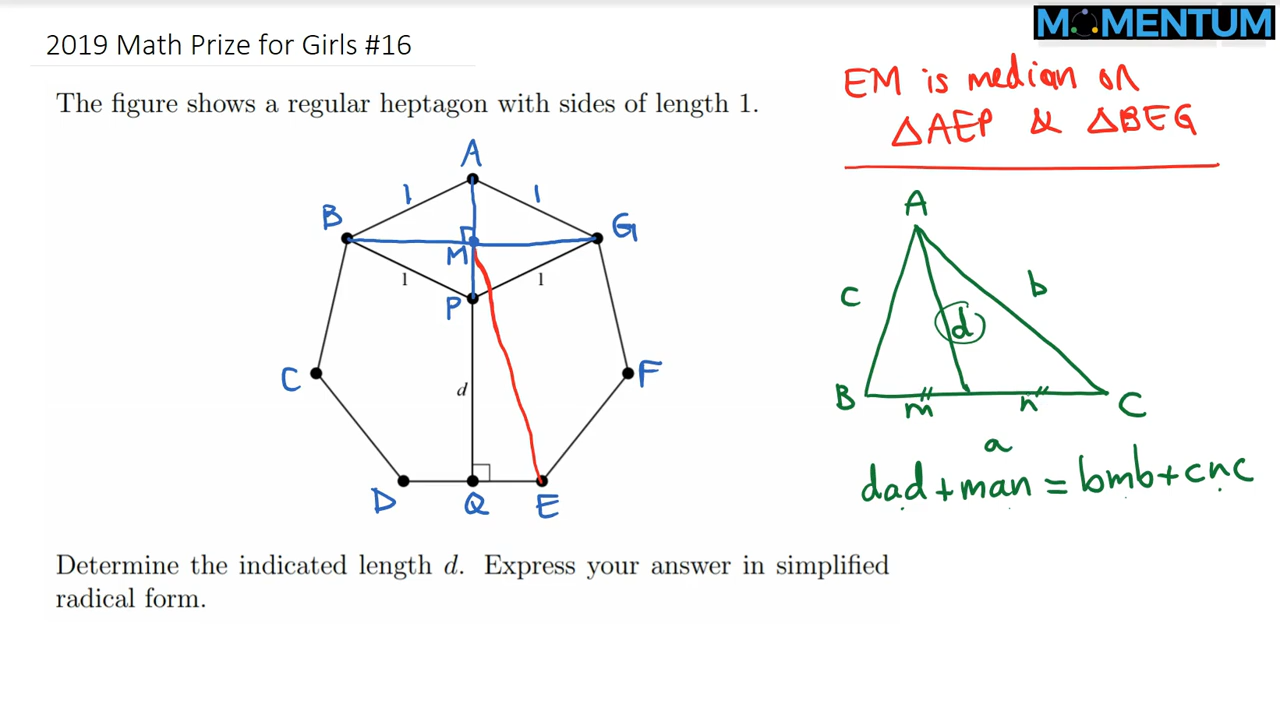 2019 Math Prize for Girls #16
MOMENTUM
The figure shows a regular heptagon with sides of length 1.
EM is median on
△AEP & △BEG
A
1
1
B
G
M
1
1
P
C
F
d
D
Q
E
A
c
b
d
B
m
n
C
a
dad + man = bmb + cnc
Determine the indicated length d. Express your answer in simplified
radical form.